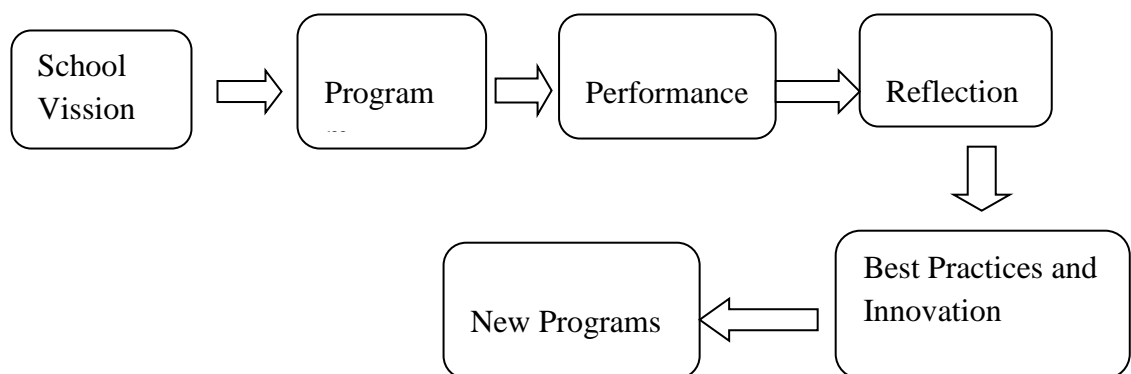 School
Vission
Program
Performance
Reflection
Best Practices and
Innovation
New Programs